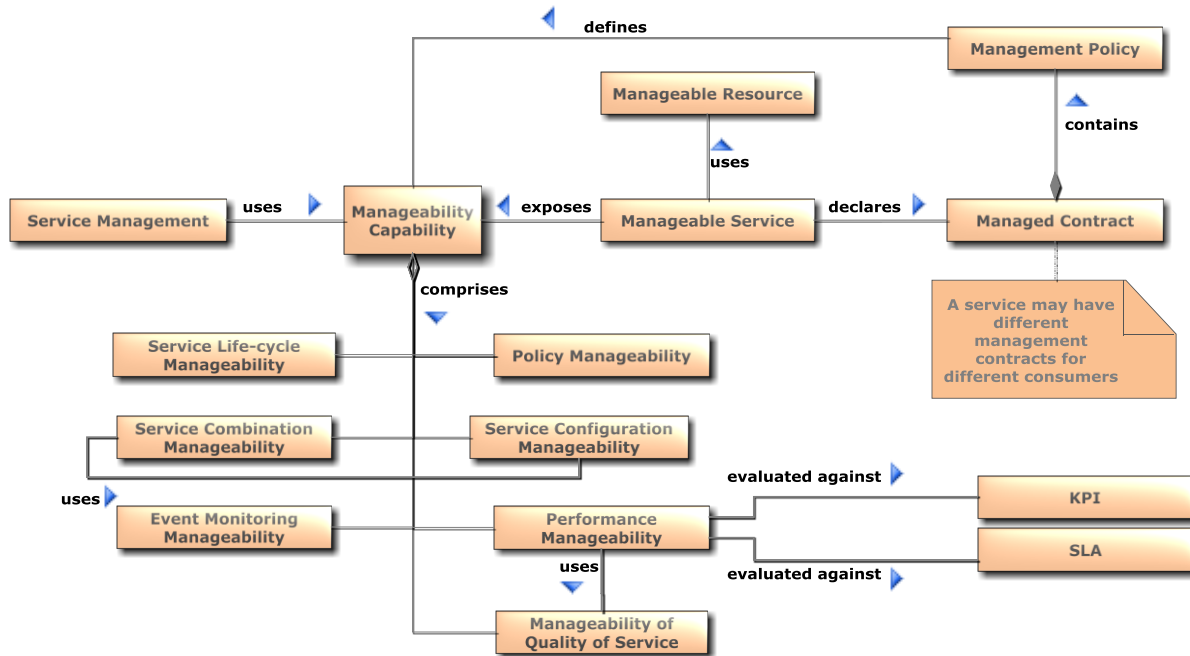 defines
Management Policy
Manageable Resource
contains
uses
Service Management
uses
Manageability
Capability
exposes
Manageable Service
declares
Managed Contract
comprises
A service may have
different
management
contracts for
different consumers
Service Life-cycle
Manageability
Policy Manageability
Service Combination
Manageability
Service Configuration
Manageability
uses
evaluated against
KPI
Event Monitoring
Manageability
Performance
Manageability
SLA
uses
evaluated against
Manageability of
Quality of Service